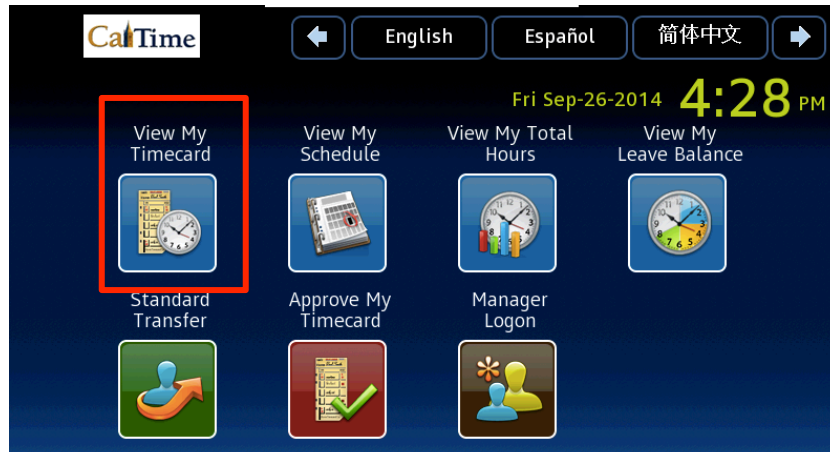 CalTime
English
Español
简体中文
Fri Sep-26-2014 4:28 PM
View My
Timecard
View My
Schedule
View My Total
Hours
View My
Leave Balance
Standard
Transfer
Approve My
Timecard
Manager
Logon